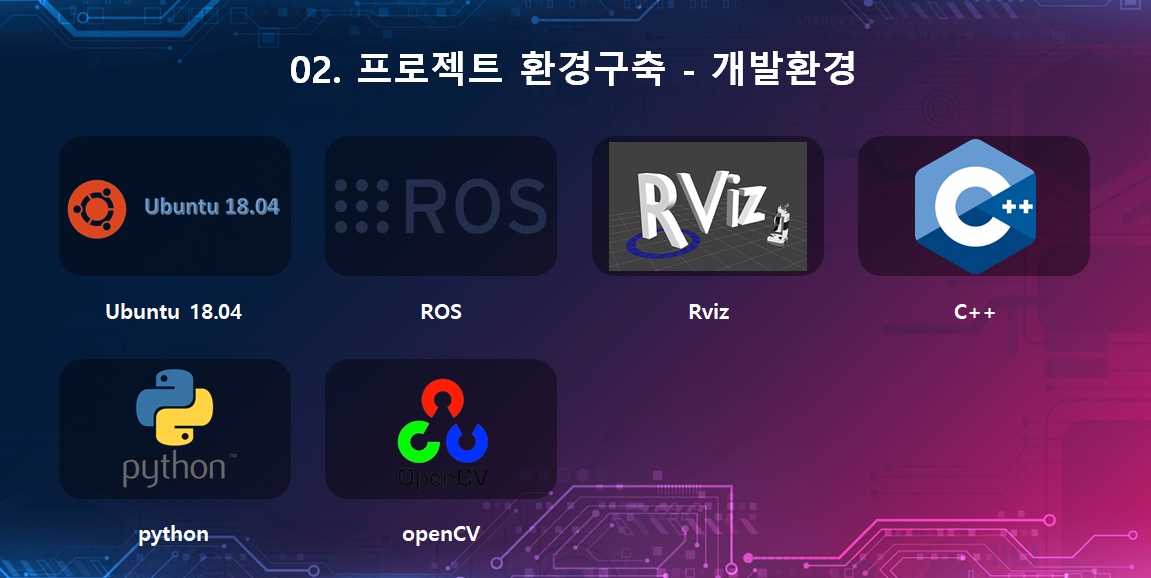 02. 프로젝트 환경구축 - 개발환경
Ubuntu 18.04
ROS
RViz
C++
Ubuntu 18.04
ROS
Rviz
C++
python™
OpenCV
python
openCV